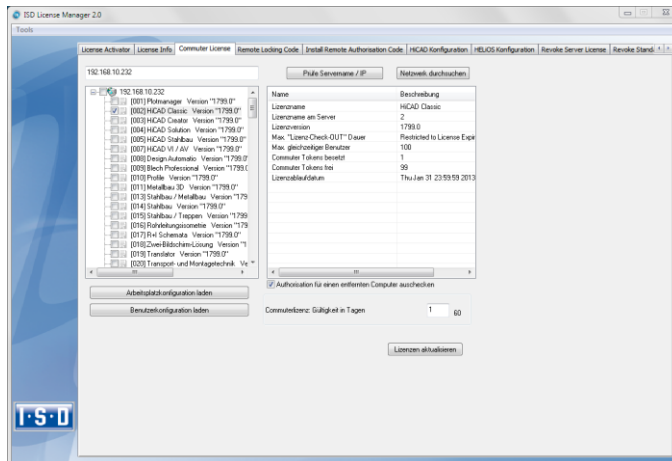 ISD License Manager 2.0
Tools
License Activator License Info Commuter License Remote Locking Code Install Remote Authorisation Code HiCAD Konfiguration HELiOS Konfiguration Revoke Server License Revoke Stand
192.168.10.232 Prüfe Servername / IP Netzwerk durchsuchen
192.168.10.232
[001] Plotmanager Version "1799.0"
[002] HiCAD Classic Version "1799.0"
[003] HiCAD Creator Version "1799.0"
[004] HiCAD Solution Version "1799.0"
[005] HiCAD Stahlbau Version "1799.0"
[007] HiCAD VI / AV Version "1799.0"
[008] Design Automatio Version "1799.0"
[009] Blech Professional Version "1799.0
[010] Profile Version "1799.0"
[011] Metallbau 3D Version "1799.0"
[013] Stahlbau / Metallbau Version "179
[014] Stahlbau Version "1799.0"
[015] Stahlbau / Treppen Version "1799
[016] Rohrleitungsisometrie Version "179
[017] R+I Schemata Version "1799.0"
[018] Zwei-Bildschirm-Lösung Version "1
[019] Translator Version "1799.0"
[020] Transport- und Montagetechnik Ve
Name Beschreibung
Lizenzname HiCAD Classic
Lizenzname am Server 2
Lizenzversion 1799.0
Max. "Lizenz-Check-OUT" Dauer Restricted to License Expir
Max. gleichzeitiger Benutzer 100
Commuter Tokens besetzt 1
Commuter Tokens frei 99
Lizenzablaufdatum Thu Jan 31 23:59:59 2013
Authorisation für einen entfernten Computer auschecken
Arbeitsplatzkonfiguration laden
Benutzerkonfiguration laden
Commuterlizenz: Gültigkeit in Tagen 1 60
Lizenzen aktualisieren
I·S·D